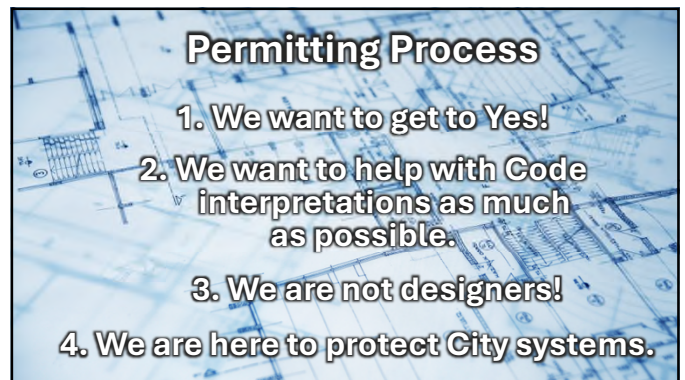 Permitting Process
1. We want to get to Yes!
2. We want to help with Code
interpretations as much
as possible.
3. We are not designers!
4. We are here to protect City systems.